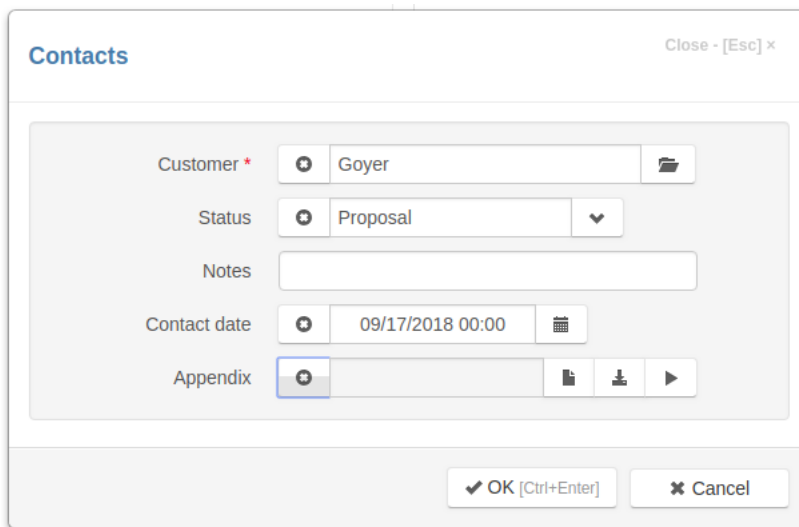 Contacts
Close - [Esc] ×
Customer * Goyer
Status Proposal
Notes
Contact date 09/17/2018 00:00
Appendix
OK [Ctrl+Enter] Cancel